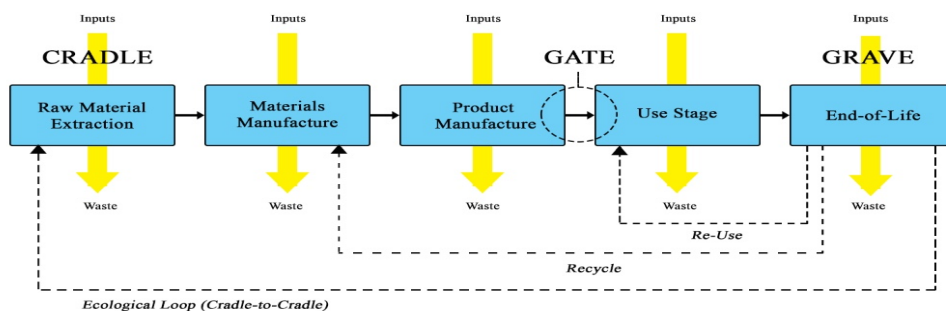 Inputs
Inputs
Inputs
Inputs
Inputs
CRADLE
GATE
GRAVE
Raw Material
Extraction
Materials
Manufacture
Product
Manufacture
Use Stage
End-of-Life
Waste
Waste
Waste
Waste
Waste
Re-Use
Recycle
Ecological Loop (Cradle-to-Cradle)